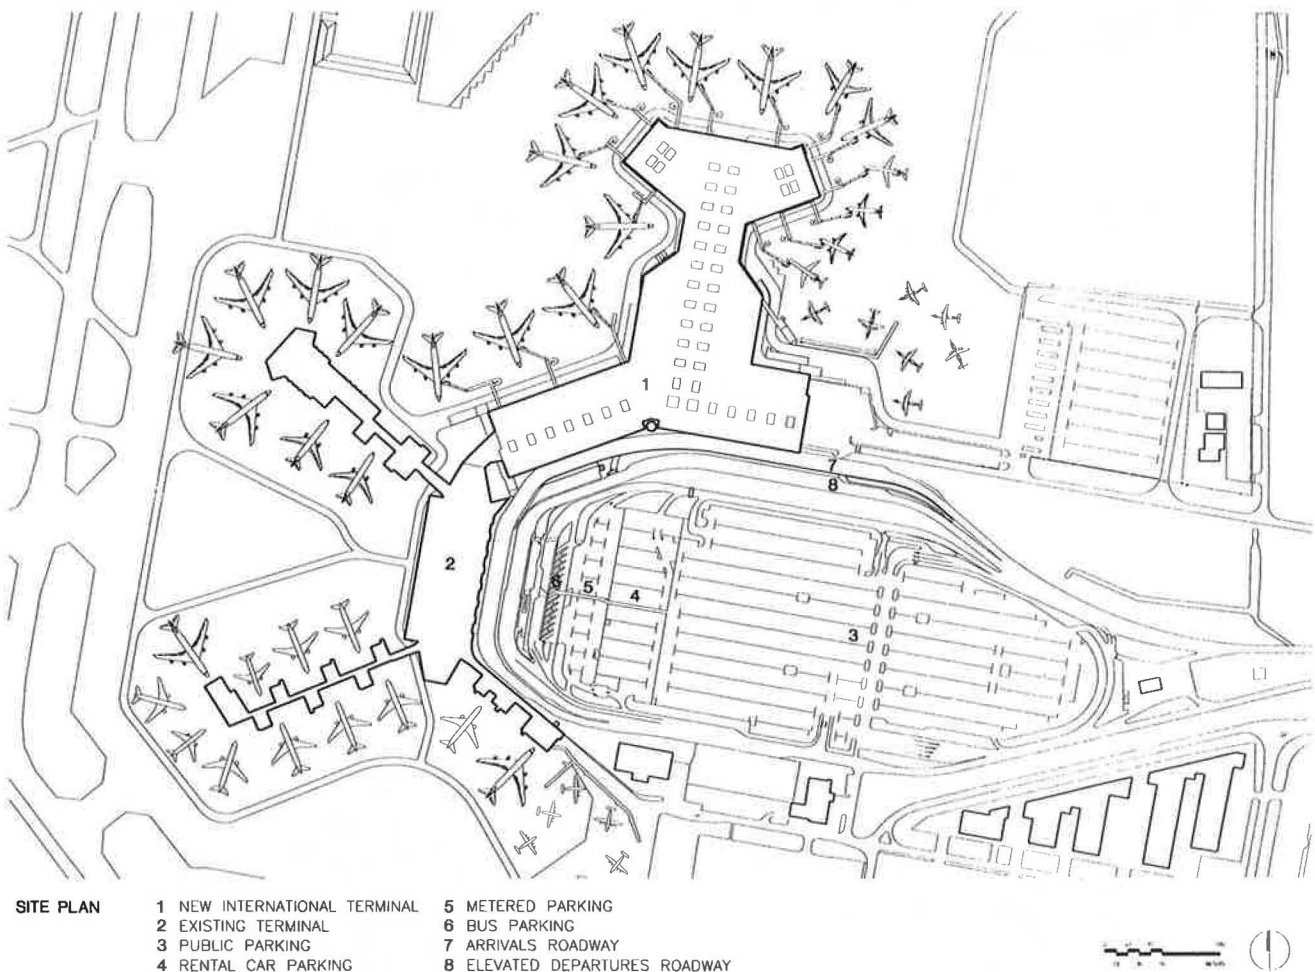 1
7
8
2
6
5
4
3
SITE PLAN
1 NEW INTERNATIONAL TERMINAL
2 EXISTING TERMINAL
3 PUBLIC PARKING
4 RENTAL CAR PARKING
5 METERED PARKING
6 BUS PARKING
7 ARRIVALS ROADWAY
8 ELEVATED DEPARTURES ROADWAY